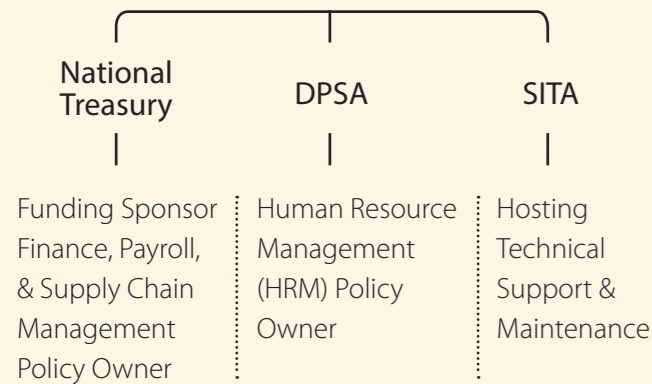 National
Treasury
DPSA
SITA
Funding Sponsor
Finance, Payroll,
& Supply Chain
Management
Policy Owner
Human Resource
Management
(HRM) Policy
Owner
Hosting
Technical
Support &
Maintenance